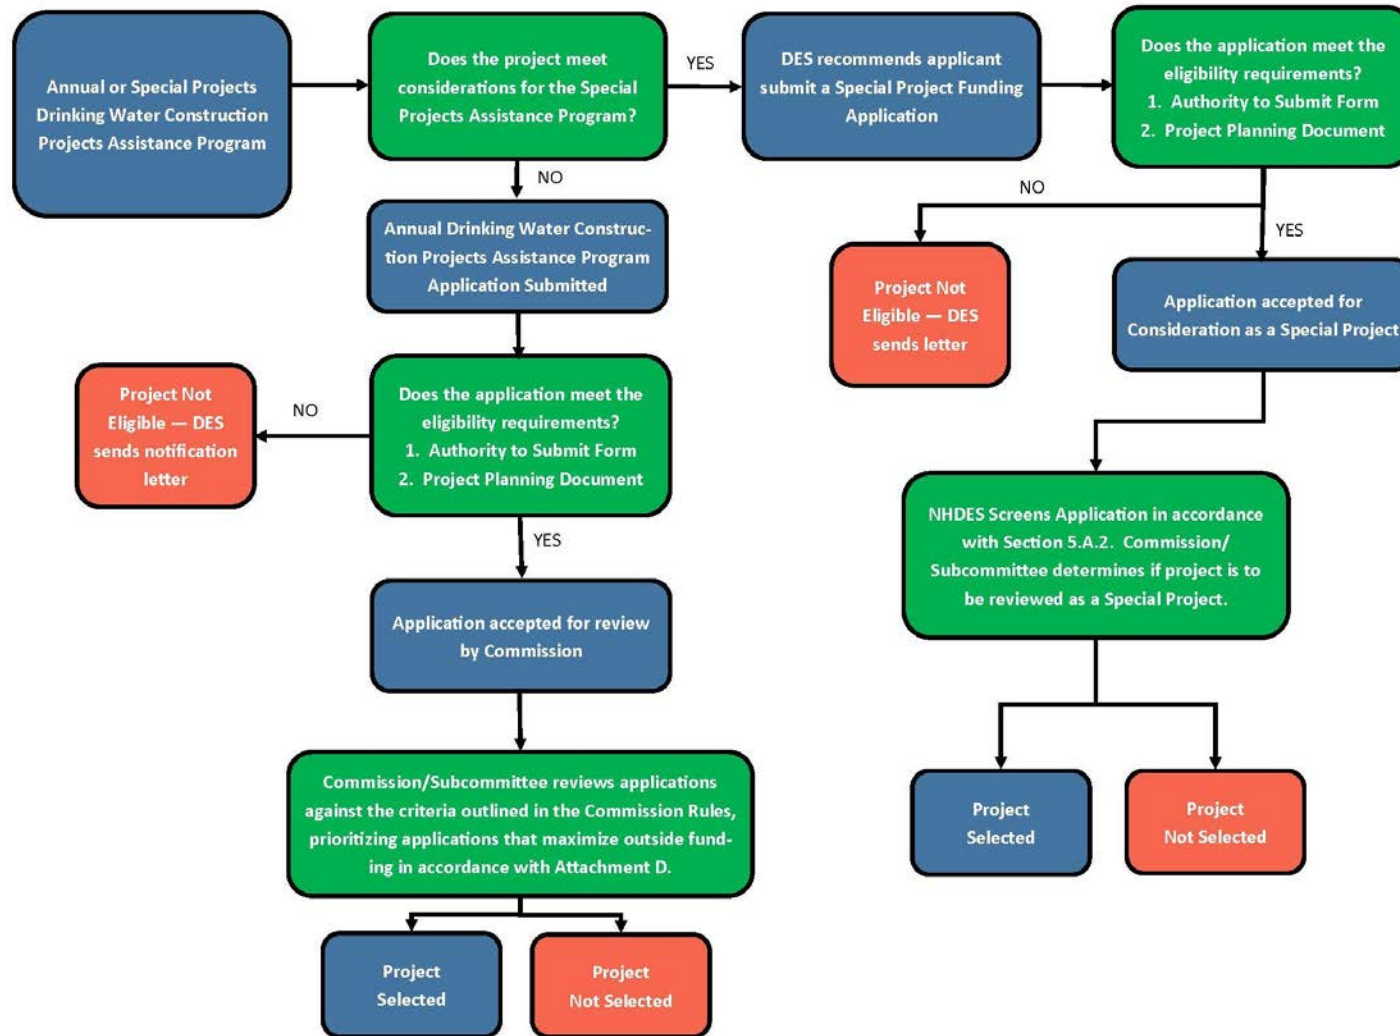 Annual or Special Projects
Drinking Water Construction
Projects Assistance Program
Does the project meet
considerations for the Special
Projects Assistance Program?
YES
DES recommends applicant
submit a Special Project Funding
Application
Does the application meet the
eligibility requirements?
1. Authority to Submit Form
2. Project Planning Document
NO
NO
YES
Annual Drinking Water Construc-
tion Projects Assistance Program
Application Submitted
Project Not
Eligible — DES
sends letter
Application accepted for
Consideration as a Special Project
Project Not
Eligible — DES
sends notification
letter
NO
Does the application meet the
eligibility requirements?
1. Authority to Submit Form
2. Project Planning Document
YES
NHDES Screens Application in accordance
with Section 5.A.2. Commission/
Subcommittee determines if project is to
be reviewed as a Special Project.
Application accepted for review
by Commission
Commission/Subcommittee reviews applications
against the criteria outlined in the Commission Rules,
prioritizing applications that maximize outside fund-
ing in accordance with Attachment D.
Project
Selected
Project
Not Selected
Project
Selected
Project
Not Selected